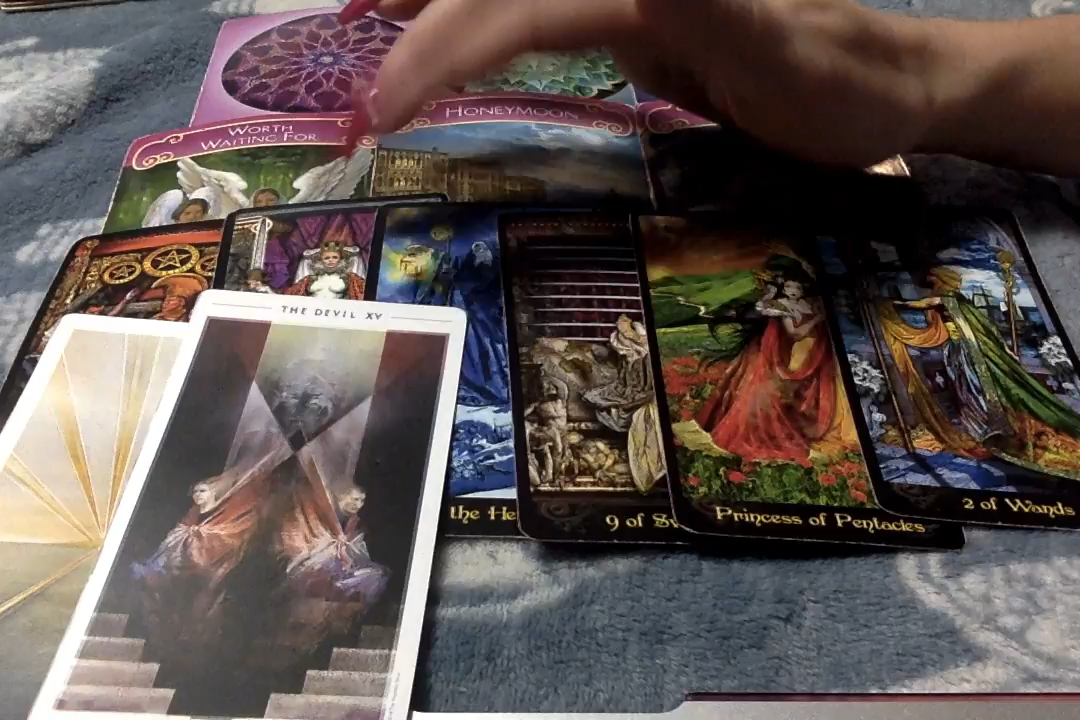 WORTH
WAITING FOR
HONEYMOON
THE DEVIL XV
the He
9 of Sw
Princess of Pentacles
2 of Wands